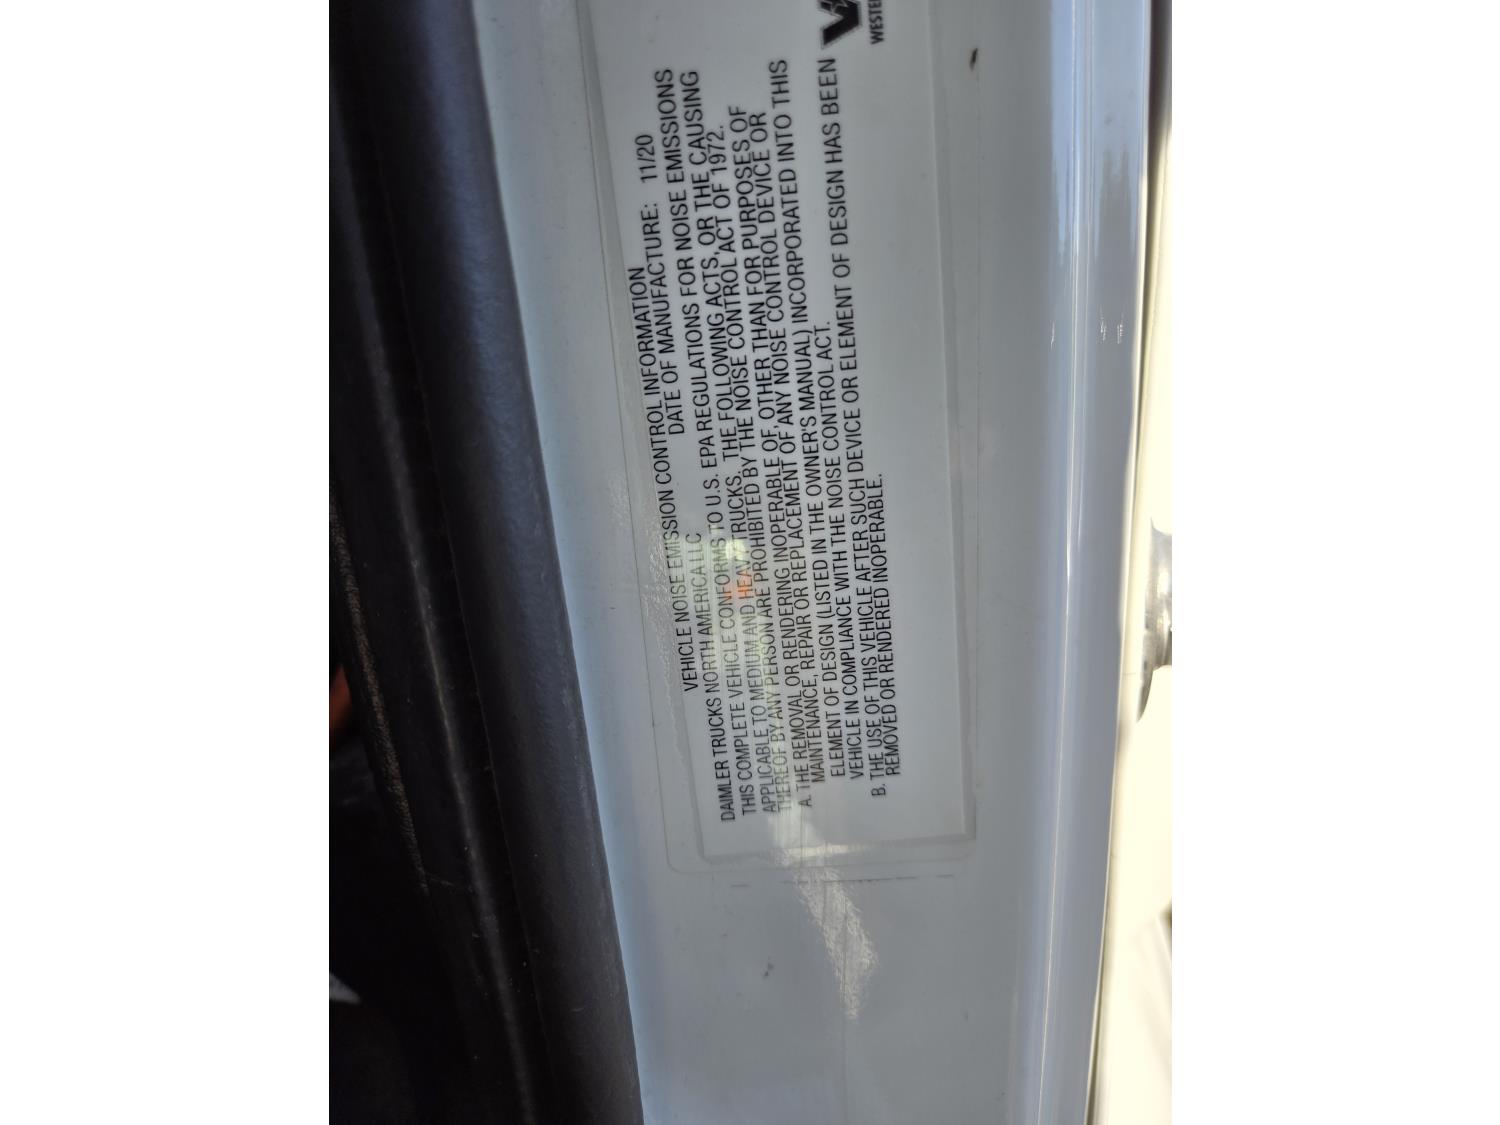 VEHICLE NOISE EMISSION CONTROL INFORMATION
DAIMLER TRUCKS NORTH AMERICA LLC DATE OF MANUFACTURE: 11/20
THIS COMPLETE VEHICLE CONFORMS TO U.S. EPA REGULATIONS FOR NOISE EMISSIONS
APPLICABLE TO MEDIUM AND HEAVY TRUCKS. THE FOLLOWING ACTS, OR THE CAUSING
THEREOF BY ANY PERSON ARE PROHIBITED BY THE NOISE CONTROL ACT OF 1972.
A. THE REMOVAL OR RENDERING INOPERABLE OF, OTHER THAN FOR PURPOSES OF
MAINTENANCE, REPAIR OR REPLACEMENT OF ANY NOISE CONTROL DEVICE OR
ELEMENT OF DESIGN (LISTED IN THE OWNER'S MANUAL) INCORPORATED INTO THIS
VEHICLE IN COMPLIANCE WITH THE NOISE CONTROL ACT.
B. THE USE OF THIS VEHICLE AFTER SUCH DEVICE OR ELEMENT OF DESIGN HAS BEEN
REMOVED OR RENDERED INOPERABLE.
WESTE